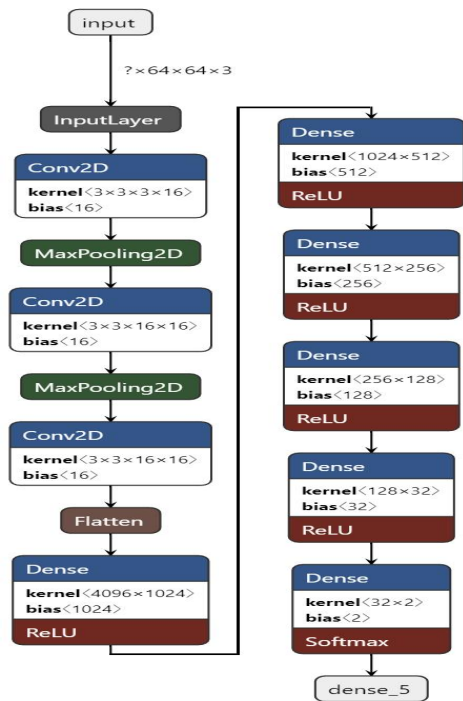 input
?×64×64×3
InputLayer
Conv2D
kernel⟨3×3×3×16⟩
bias⟨16⟩
MaxPooling2D
Conv2D
kernel⟨3×3×16×16⟩
bias⟨16⟩
MaxPooling2D
Conv2D
kernel⟨3×3×16×16⟩
bias⟨16⟩
Flatten
Dense
kernel⟨4096×1024⟩
bias⟨1024⟩
ReLU
Dense
kernel⟨1024×512⟩
bias⟨512⟩
ReLU
Dense
kernel⟨512×256⟩
bias⟨256⟩
ReLU
Dense
kernel⟨256×128⟩
bias⟨128⟩
ReLU
Dense
kernel⟨128×32⟩
bias⟨32⟩
ReLU
Dense
kernel⟨32×2⟩
bias⟨2⟩
Softmax
dense_5